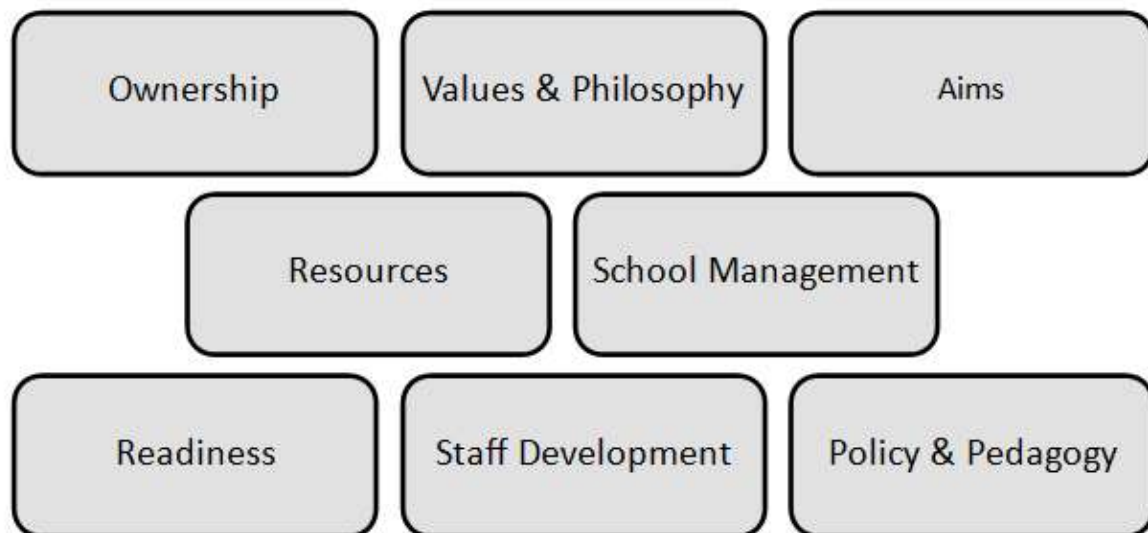 Ownership
Values & Philosophy
Aims
Resources
School Management
Readiness
Staff Development
Policy & Pedagogy